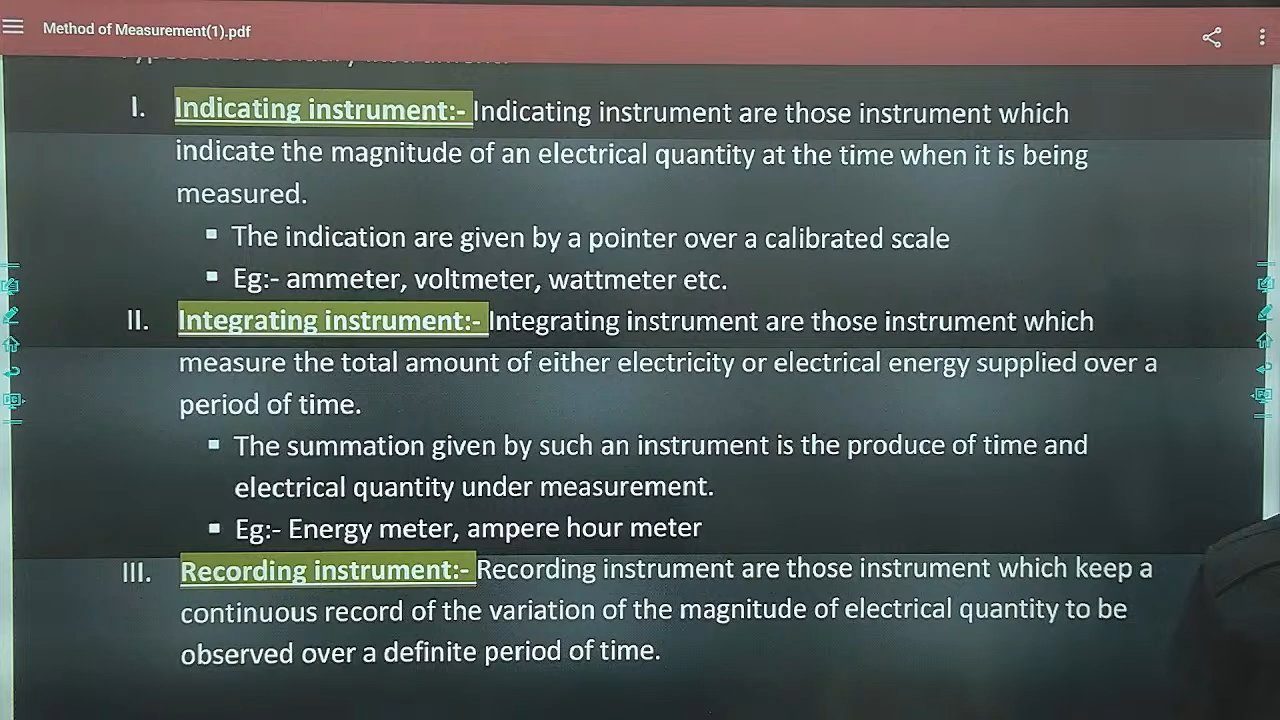 Method of Measurement(1).pdf
I. Indicating instrument:- Indicating instrument are those instrument which
indicate the magnitude of an electrical quantity at the time when it is being
measured.
▪ The indication are given by a pointer over a calibrated scale
▪ Eg:- ammeter, voltmeter, wattmeter etc.
II. Integrating instrument:- Integrating instrument are those instrument which
measure the total amount of either electricity or electrical energy supplied over a
period of time.
▪ The summation given by such an instrument is the produce of time and
electrical quantity under measurement.
▪ Eg:- Energy meter, ampere hour meter
III. Recording instrument:- Recording instrument are those instrument which keep a
continuous record of the variation of the magnitude of electrical quantity to be
observed over a definite period of time.